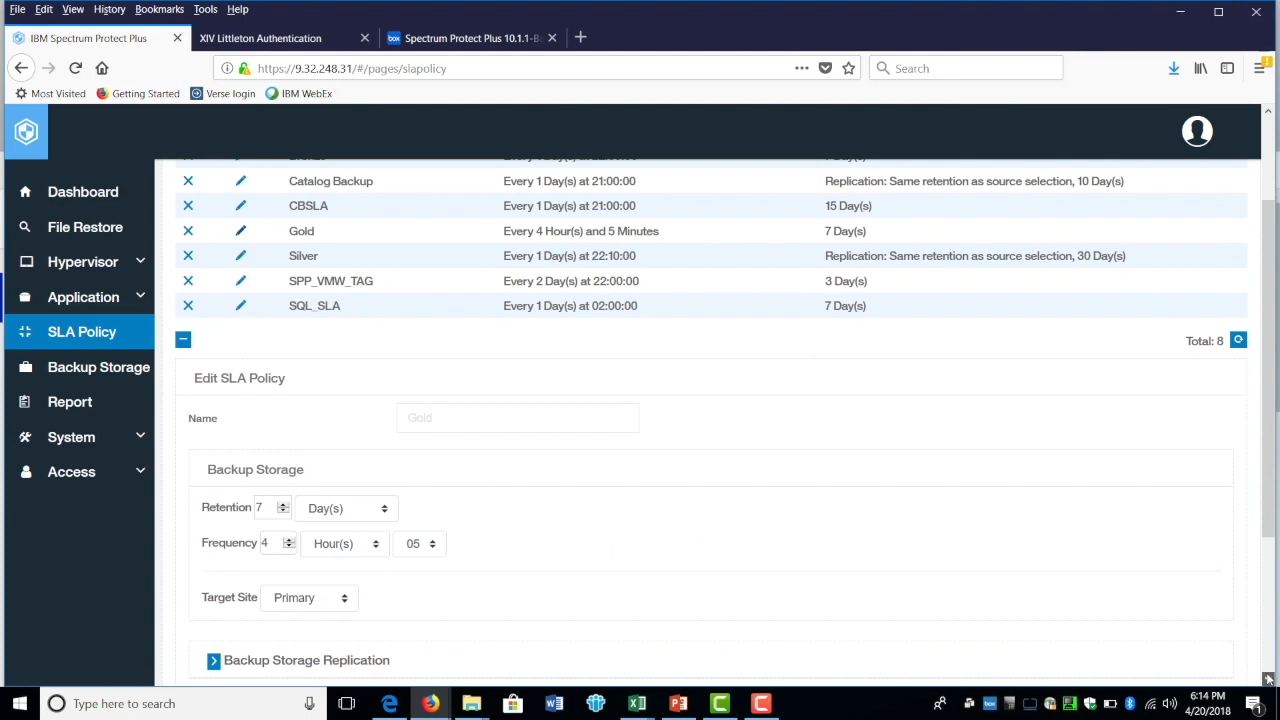 File Edit View History Bookmarks Tools Help
IBM Spectrum Protect Plus
XIV Littleton Authentication
box Spectrum Protect Plus 10.1.1-B
https://9.32.248.31/#/pages/slapolicy
Search
Most Visited Getting Started Verse login IBM WebEx
Catalog Backup Every 1 Day(s) at 21:00:00 Replication: Same retention as source selection, 10 Day(s)
CBSLA Every 1 Day(s) at 21:00:00 15 Day(s)
Gold Every 4 Hour(s) and 5 Minutes 7 Day(s)
Silver Every 1 Day(s) at 22:10:00 Replication: Same retention as source selection, 30 Day(s)
SPP_VMW_TAG Every 2 Day(s) at 22:00:00 3 Day(s)
SQL_SLA Every 1 Day(s) at 02:00:00 7 Day(s)
Total: 8
Dashboard
File Restore
Hypervisor
Application
SLA Policy
Backup Storage
Report
System
Access
Edit SLA Policy
Name Gold
Backup Storage
Retention 7 Day(s)
Frequency 4 Hour(s) 05
Target Site Primary
Backup Storage Replication
Type here to search
6:14 PM
4/20/2018
1